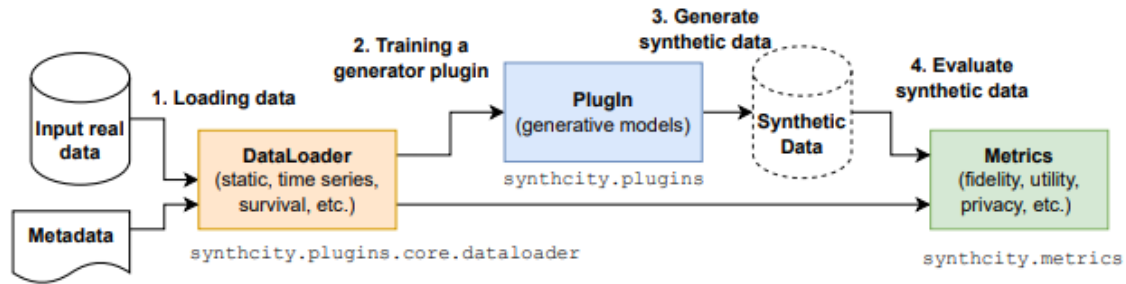 3. Generate
synthetic data
2. Training a
generator plugin
4. Evaluate
synthetic data
1. Loading data
Input real
data
PlugIn
(generative models)
Synthetic
Data
DataLoader
(static, time series,
survival, etc.)
Metrics
(fidelity, utility,
privacy, etc.)
synthcity.plugins
Metadata
synthcity.plugins.core.dataloader
synthcity.metrics